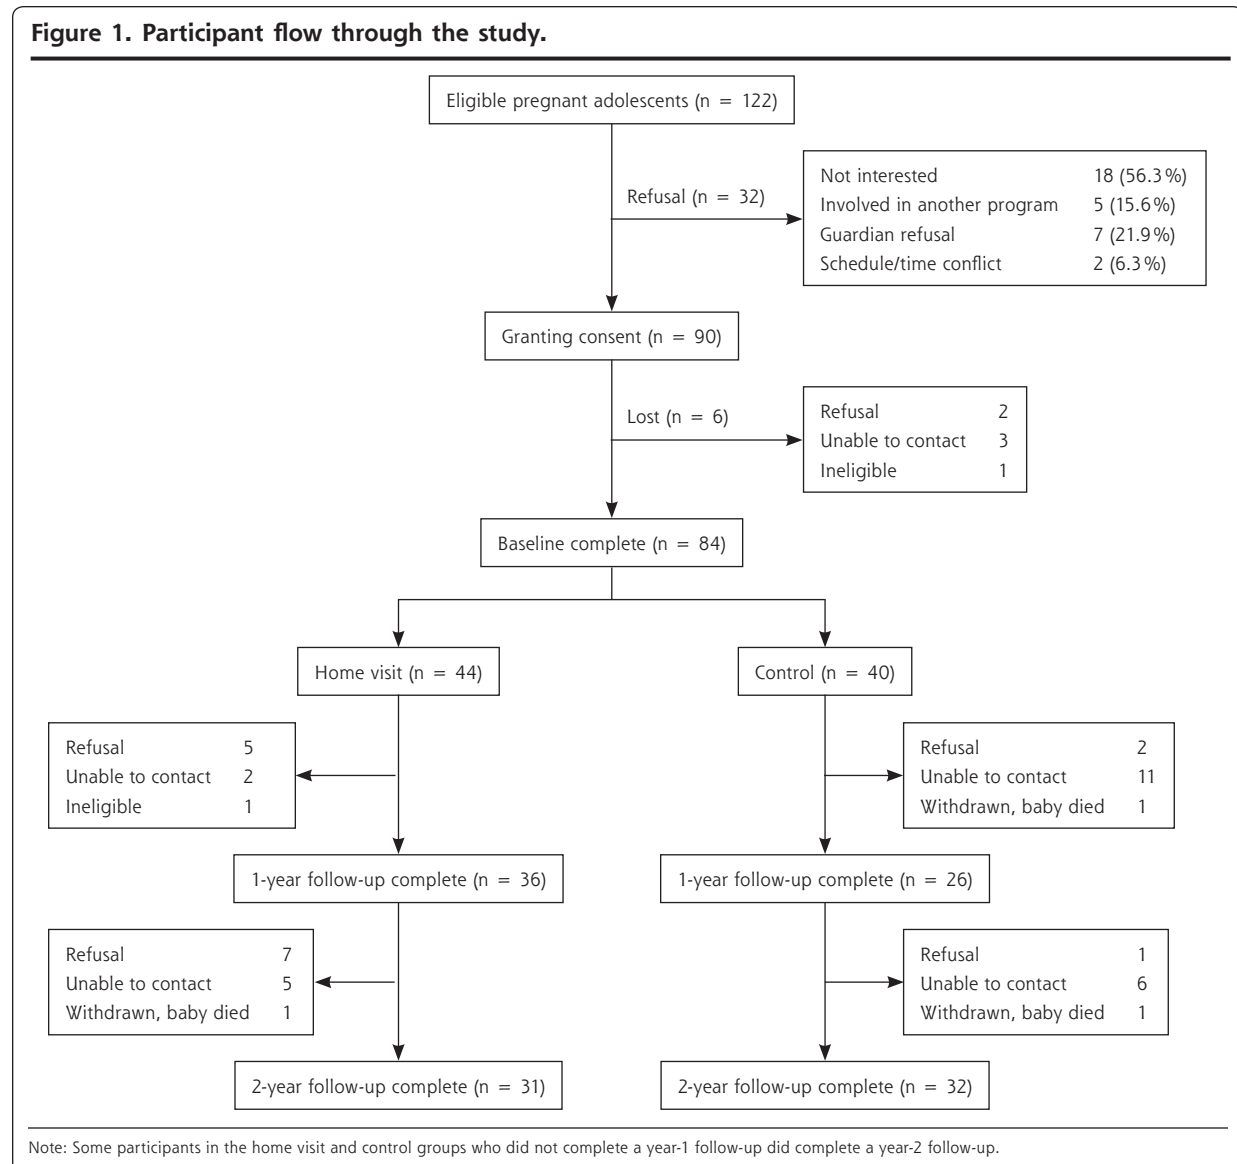 Figure 1. Participant flow through the study.
Eligible pregnant adolescents (n = 122)
Refusal (n = 32)
Not interested 18 (56.3%)
Involved in another program 5 (15.6%)
Guardian refusal 7 (21.9%)
Schedule/time conflict 2 (6.3%)
Granting consent (n = 90)
Lost (n = 6)
Refusal 2
Unable to contact 3
Ineligible 1
Baseline complete (n = 84)
Home visit (n = 44)
Control (n = 40)
Refusal 5
Unable to contact 2
Ineligible 1
Refusal 2
Unable to contact 11
Withdrawn, baby died 1
1-year follow-up complete (n = 36)
1-year follow-up complete (n = 26)
Refusal 7
Unable to contact 5
Withdrawn, baby died 1
Refusal 1
Unable to contact 6
Withdrawn, baby died 1
2-year follow-up complete (n = 31)
2-year follow-up complete (n = 32)
Note: Some participants in the home visit and control groups who did not complete a year-1 follow-up did complete a year-2 follow-up.